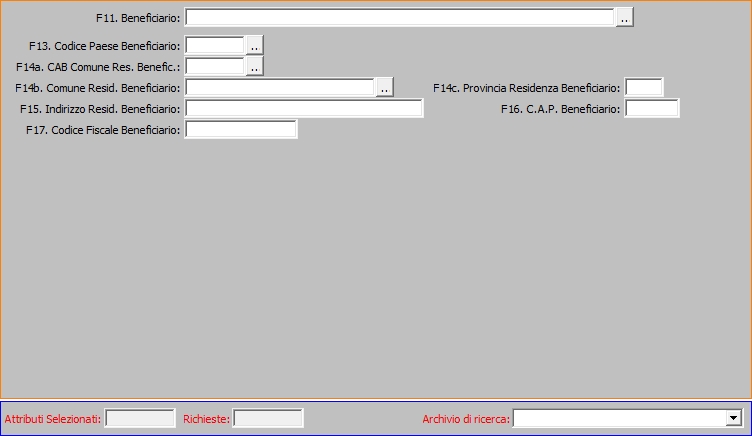 F11. Beneficiario: ..
F13. Codice Paese Beneficiario: ..
F14a. CAB Comune Res. Benefic.: ..
F14b. Comune Resid. Beneficiario: .. F14c. Provincia Residenza Beneficiario:
F15. Indirizzo Resid. Beneficiario: F16. C.A.P. Beneficiario:
F17. Codice Fiscale Beneficiario:
Attributi Selezionati: Richieste: Archivio di ricerca: